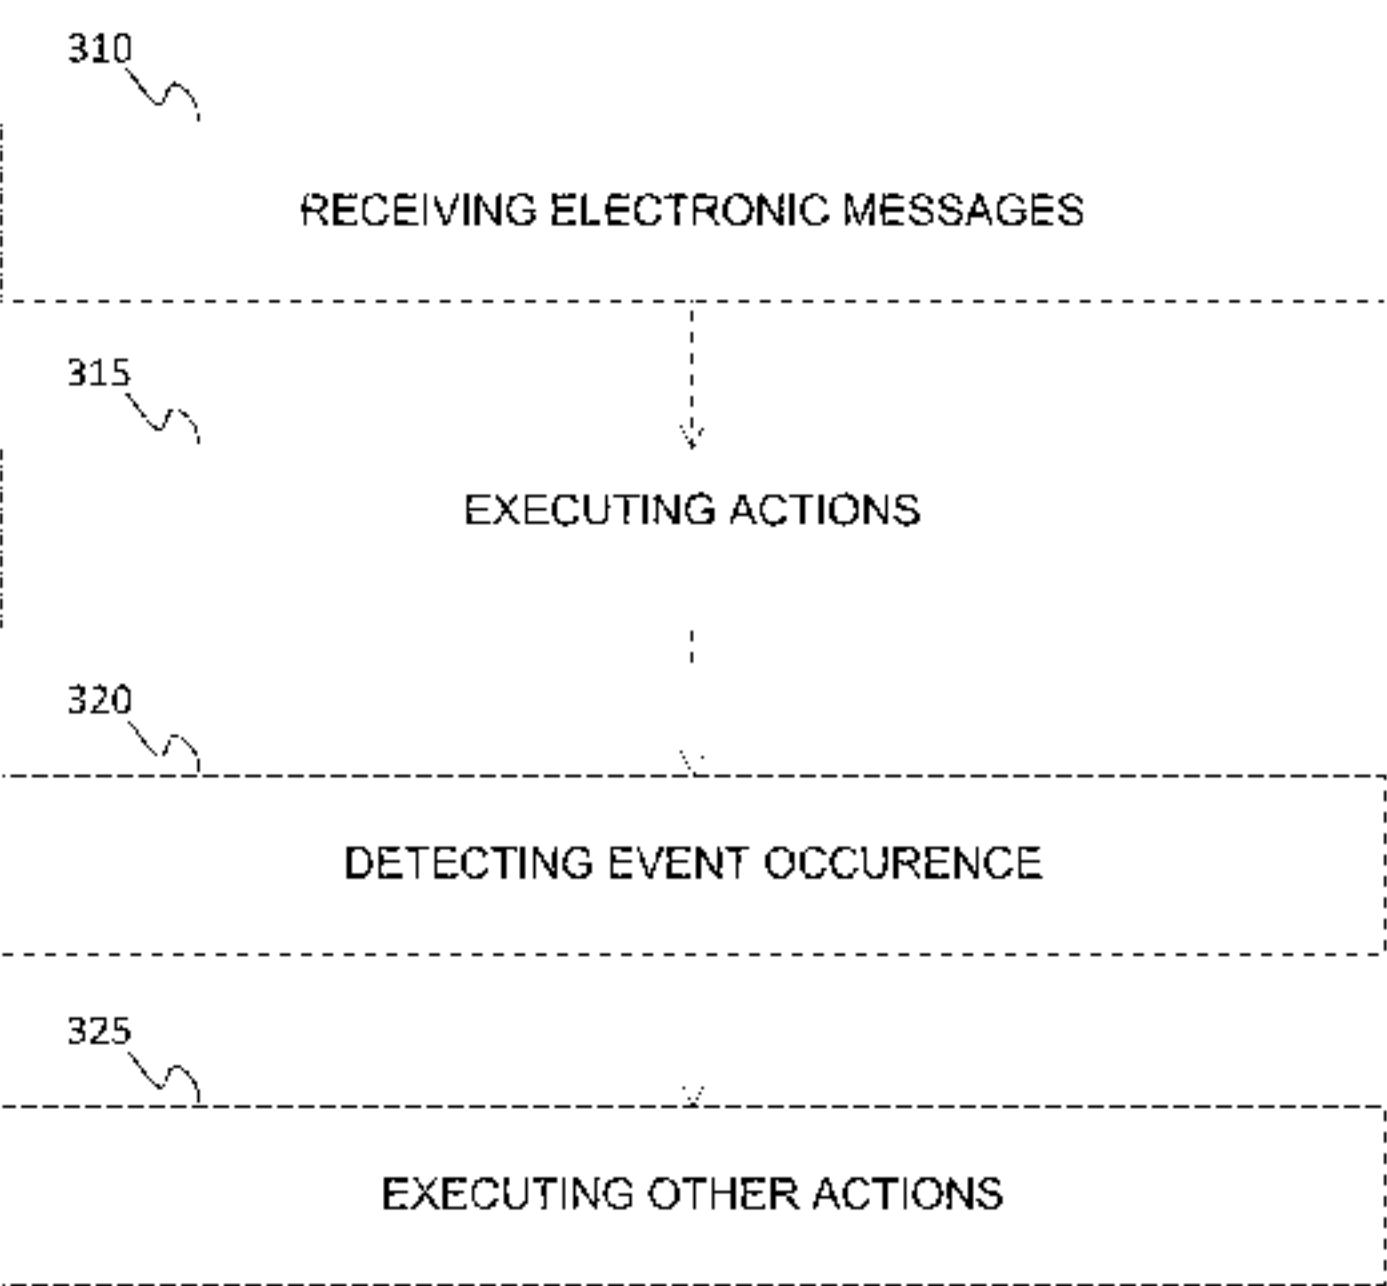 310
RECEIVING ELECTRONIC MESSAGES
315
EXECUTING ACTIONS
320
DETECTING EVENT OCCURENCE
325
EXECUTING OTHER ACTIONS